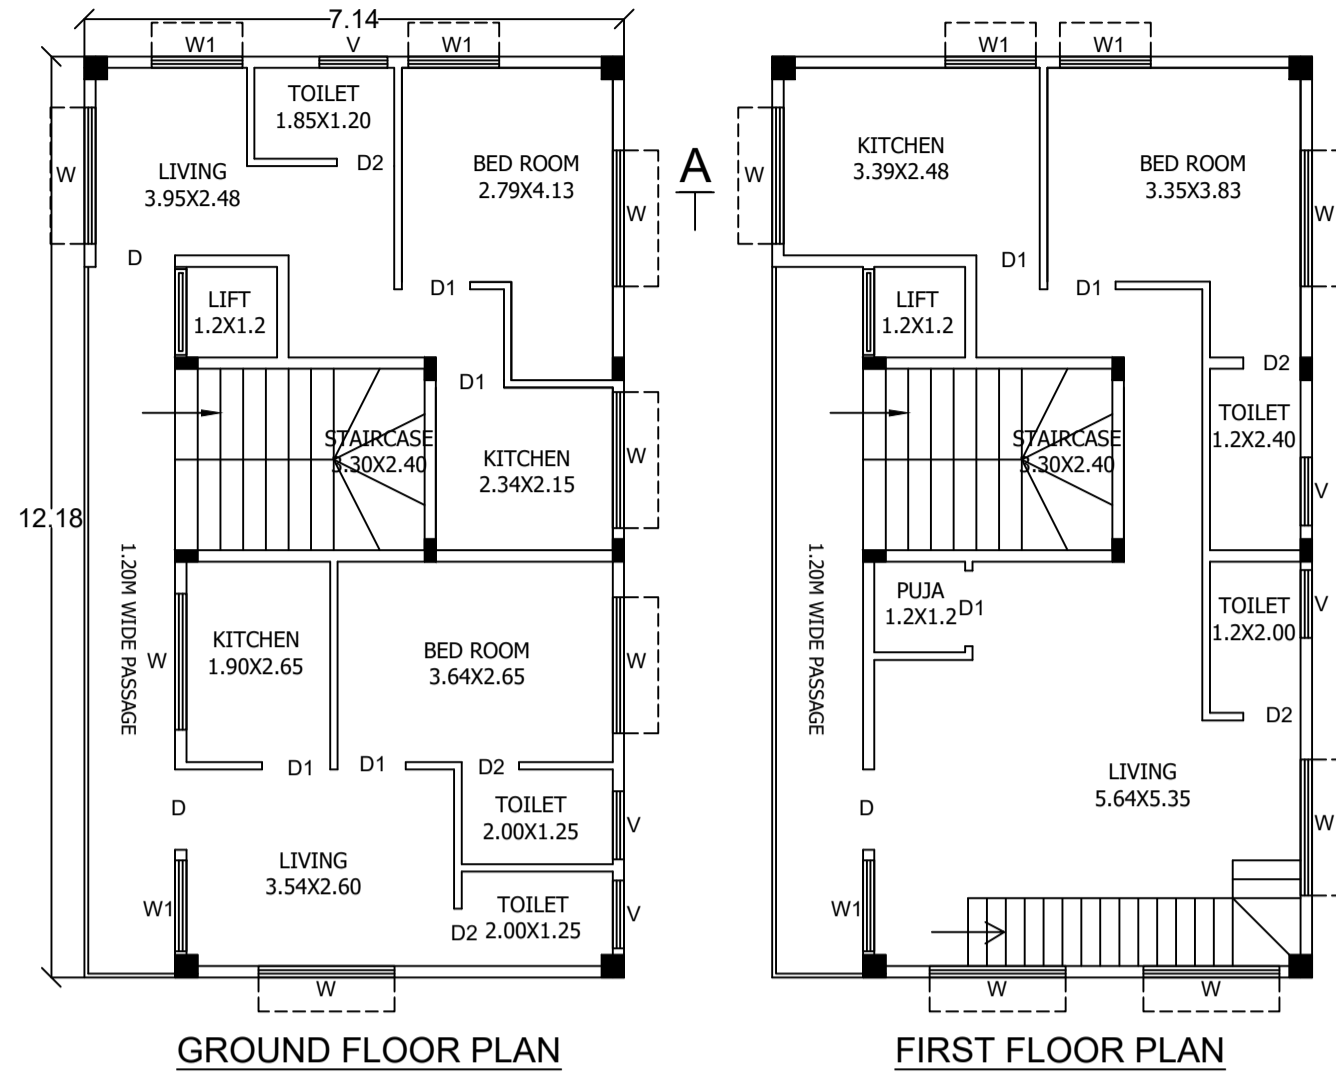 7.14
W1
V
W1
TOILET
1.85X1.20
D2
BED ROOM
2.79X4.13
W
LIVING
3.95X2.48
W
D
D1
LIFT
1.2X1.2
D1
STAIRCASE
3.30X2.40
KITCHEN
2.34X2.15
W
12.18
1.20M WIDE PASSAGE
KITCHEN
1.90X2.65
W
BED ROOM
3.64X2.65
W
D1
D1
D2
TOILET
2.00X1.25
V
D
LIVING
3.54X2.60
W1
TOILET
2.00X1.25
D2
V
W
GROUND FLOOR PLAN
A
W1
W1
KITCHEN
3.39X2.48
W
BED ROOM
3.35X3.83
W
D1
D1
LIFT
1.2X1.2
D2
TOILET
1.2X2.40
STAIRCASE
3.30X2.40
V
1.20M WIDE PASSAGE
PUJA
1.2X1.2
D1
TOILET
1.2X2.00
V
D2
LIVING
5.64X5.35
D
W
W1
W
W
FIRST FLOOR PLAN